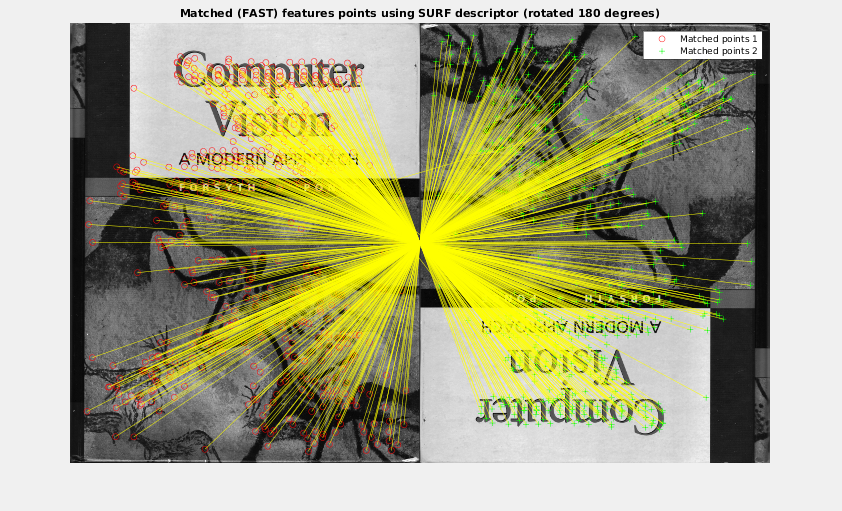 Matched (FAST) features points using SURF descriptor (rotated 180 degrees)
Matched points 1
Matched points 2
Computer
Vision
A MODERN APPROACH
FORSYTH
FORSYTH
A MODERN APPROACH
Vision
Computer